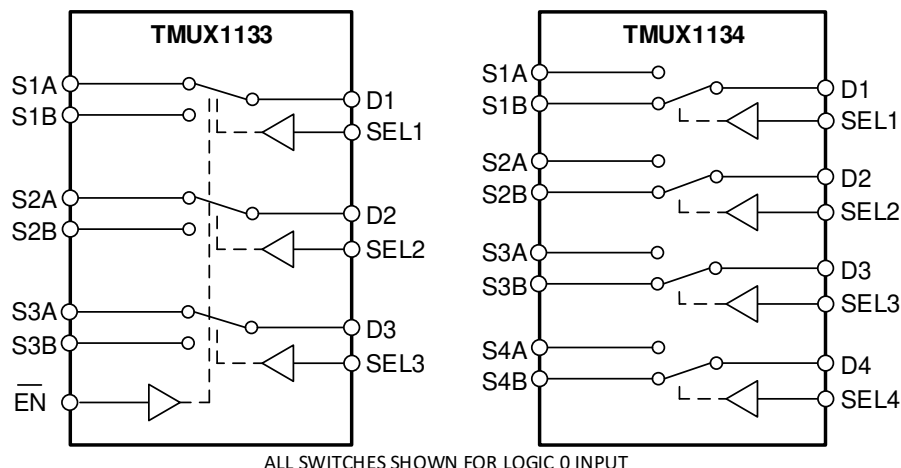 TMUX1133
S1A
S1B
D1
SEL1
S2A
S2B
D2
SEL2
S3A
S3B
D3
SEL3
EN
TMUX1134
S1A
S1B
D1
SEL1
S2A
S2B
D2
SEL2
S3A
S3B
D3
SEL3
S4A
S4B
D4
SEL4
ALL SWITCHES SHOWN FOR LOGIC 0 INPUT